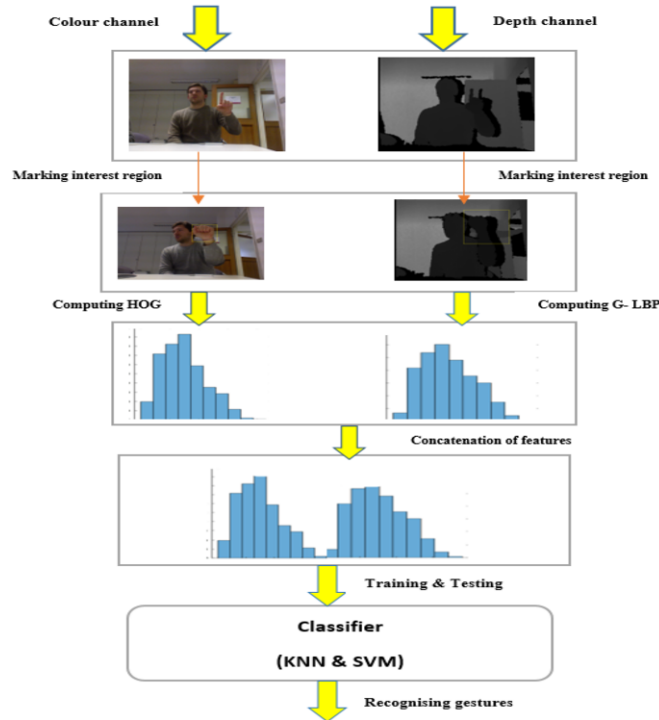 Colour channel
Depth channel
Marking interest region
Marking interest region
Computing HOG
Computing G- LBP
Concatenation of features
Training & Testing
Classifier
(KNN & SVM)
Recognising gestures